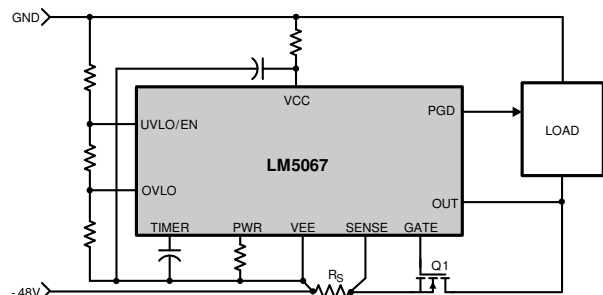 GND
VCC
PGD
UVLO/EN
LOAD
LM5067
OVLO
OUT
TIMER PWR VEE SENSE GATE
RS
Q1
-48V